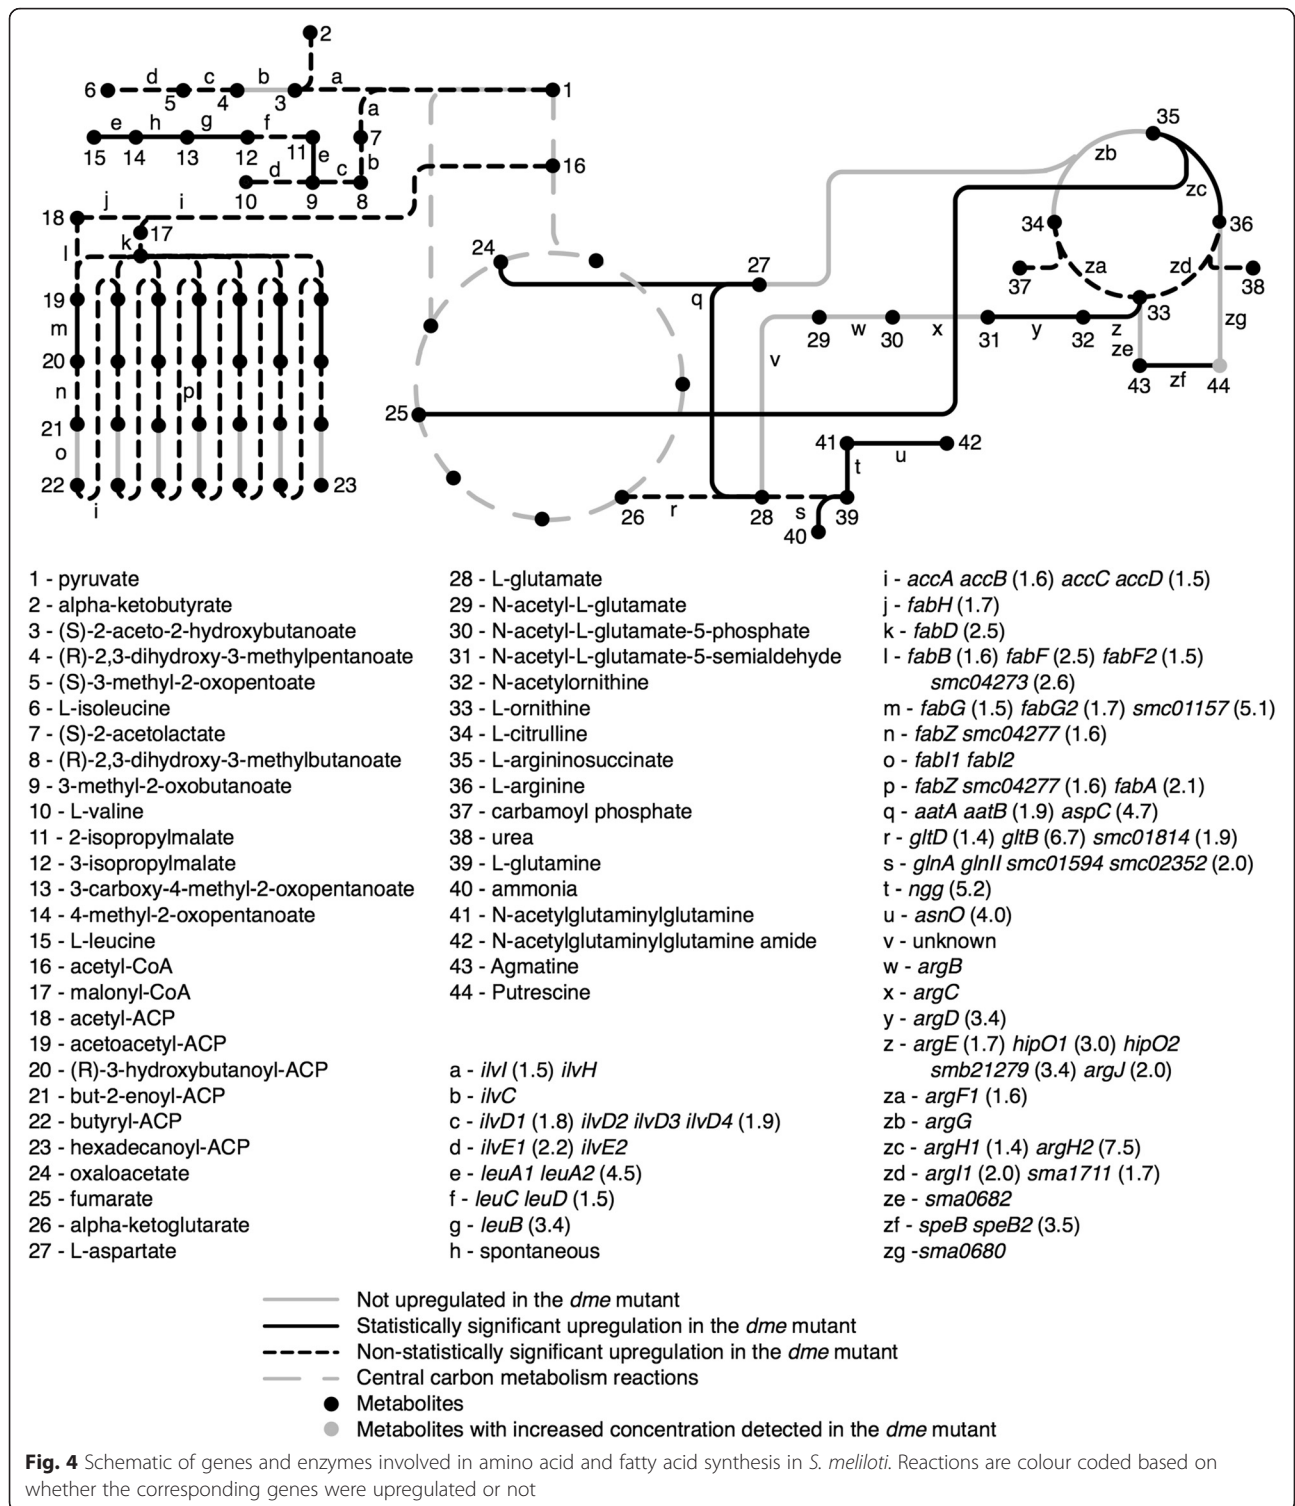 2
6
d
c
b
a
1
5
4
3
a
e
h
g
f
7
15
14
13
12
11
e
b
16
d
c
10
9
8
18
j
i
17
k
l
19
m
20
n
p
21
o
22
23
i
24
27
q
25
26
r
28
s
39
40
t
41
u
42
v
29
w
30
x
31
y
32
z
33
34
35
36
37
38
za
zb
zc
zd
ze
zf
zg
43
44
1 - pyruvate
2 - alpha-ketobutyrate
3 - (S)-2-aceto-2-hydroxybutanoate
4 - (R)-2,3-dihydroxy-3-methylpentanoate
5 - (S)-3-methyl-2-oxopentoate
6 - L-isoleucine
7 - (S)-2-acetolactate
8 - (R)-2,3-dihydroxy-3-methylbutanoate
9 - 3-methyl-2-oxobutanoate
10 - L-valine
11 - 2-isopropylmalate
12 - 3-isopropylmalate
13 - 3-carboxy-4-methyl-2-oxopentanoate
14 - 4-methyl-2-oxopentanoate
15 - L-leucine
16 - acetyl-CoA
17 - malonyl-CoA
18 - acetyl-ACP
19 - acetoacetyl-ACP
20 - (R)-3-hydroxybutanoyl-ACP
21 - but-2-enoyl-ACP
22 - butyryl-ACP
23 - hexadecanoyl-ACP
24 - oxaloacetate
25 - fumarate
26 - alpha-ketoglutarate
27 - L-aspartate
28 - L-glutamate
29 - N-acetyl-L-glutamate
30 - N-acetyl-L-glutamate-5-phosphate
31 - N-acetyl-L-glutamate-5-semialdehyde
32 - N-acetylornithine
33 - L-ornithine
34 - L-citrulline
35 - L-argininosuccinate
36 - L-arginine
37 - carbamoyl phosphate
38 - urea
39 - L-glutamine
40 - ammonia
41 - N-acetylglutaminylglutamine
42 - N-acetylglutaminylglutamine amide
43 - Agmatine
44 - Putrescine
a - ilvI (1.5) ilvH
b - ilvC
c - ilvD1 (1.8) ilvD2 ilvD3 ilvD4 (1.9)
d - ilvE1 (2.2) ilvE2
e - leuA1 leuA2 (4.5)
f - leuC leuD (1.5)
g - leuB (3.4)
h - spontaneous
i - accA accB (1.6) accC accD (1.5)
j - fabH (1.7)
k - fabD (2.5)
l - fabB (1.6) fabF (2.5) fabF2 (1.5)
smc04273 (2.6)
m - fabG (1.5) fabG2 (1.7) smc01157 (5.1)
n - fabZ smc04277 (1.6)
o - fabI1 fabI2
p - fabZ smc04277 (1.6) fabA (2.1)
q - aatA aatB (1.9) aspC (4.7)
r - gltD (1.4) gltB (6.7) smc01814 (1.9)
s - glnA glnII smc01594 smc02352 (2.0)
t - ngg (5.2)
u - asnO (4.0)
v - unknown
w - argB
x - argC
y - argD (3.4)
z - argE (1.7) hipO1 (3.0) hipO2
smb21279 (3.4) argJ (2.0)
za - argF1 (1.6)
zb - argG
zc - argH1 (1.4) argH2 (7.5)
zd - argI1 (2.0) sma1711 (1.7)
ze - sma0682
zf - speB speB2 (3.5)
zg -sma0680
Not upregulated in the dme mutant
Statistically significant upregulation in the dme mutant
Non-statistically significant upregulation in the dme mutant
Central carbon metabolism reactions
Metabolites
Metabolites with increased concentration detected in the dme mutant
Fig. 4 Schematic of genes and enzymes involved in amino acid and fatty acid synthesis in S. meliloti. Reactions are colour coded based on
whether the corresponding genes were upregulated or not